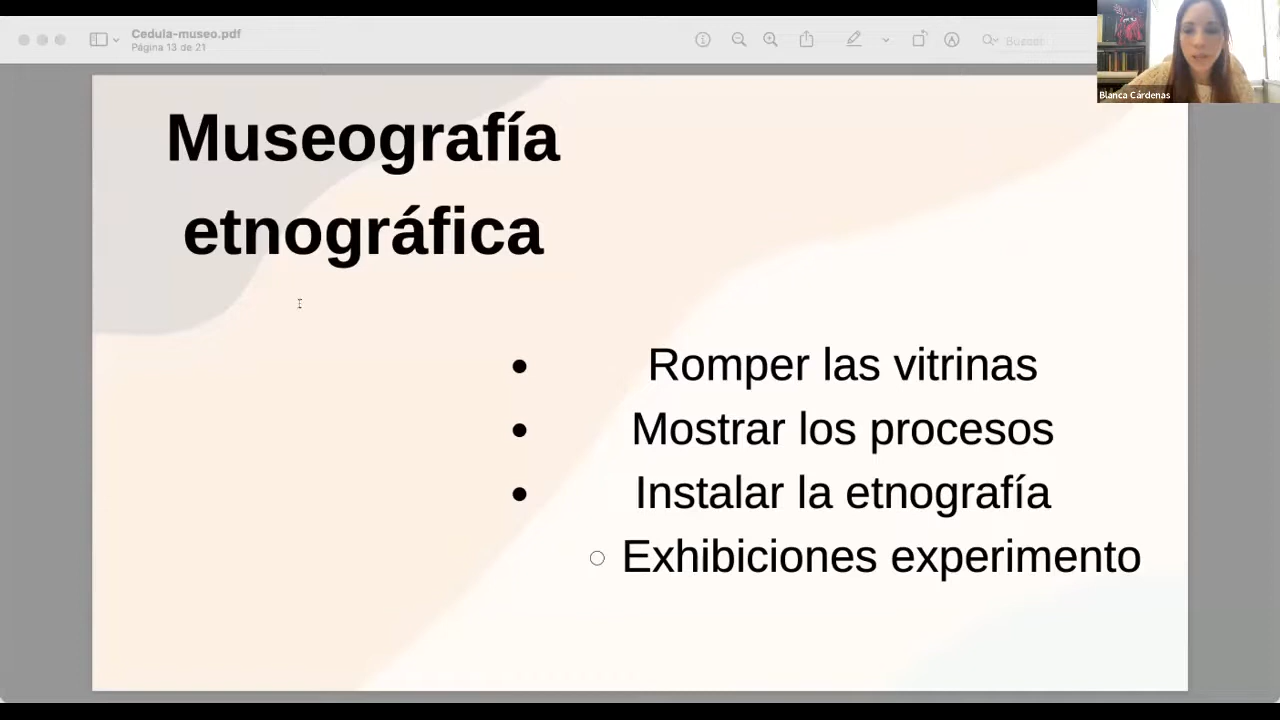 Cedula-museo.pdf
Página 13 de 21
Buscar
Blanca Cárdenas
Museografía
etnográfica
Romper las vitrinas
Mostrar los procesos
Instalar la etnografía
Exhibiciones experimento